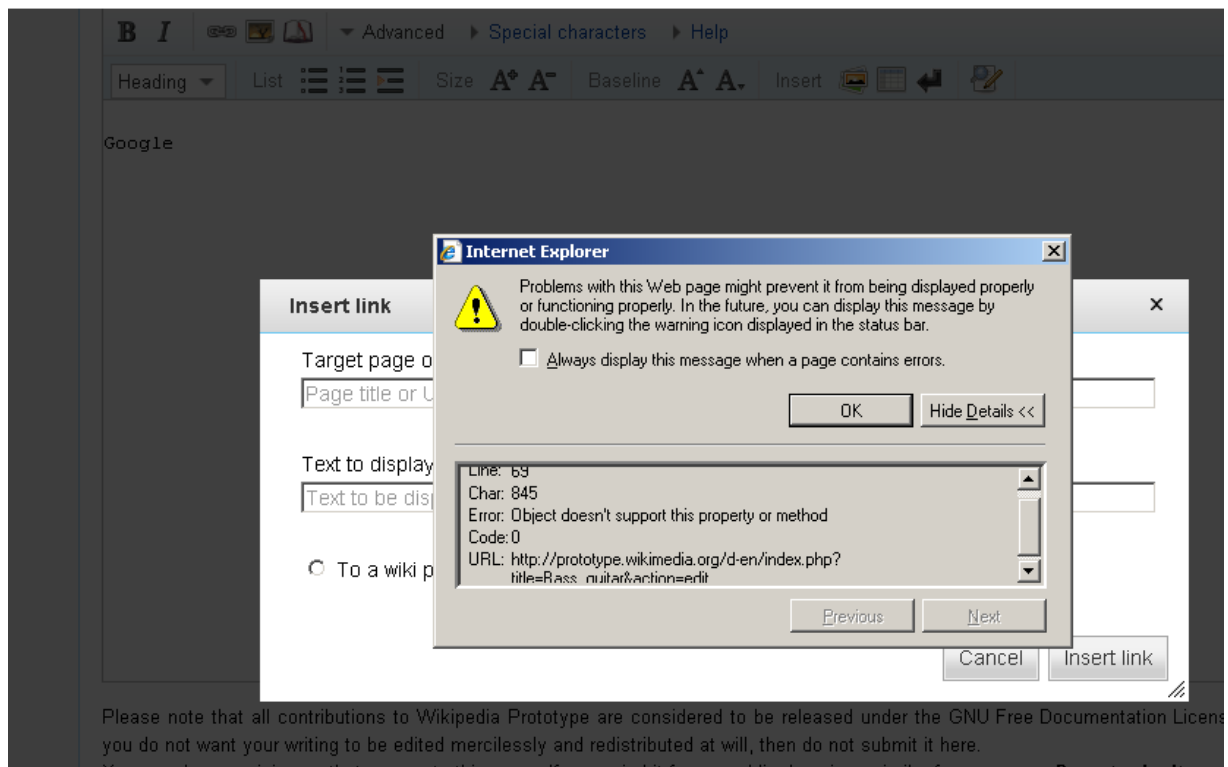 B I Advanced Special characters Help
Heading List Size A A Baseline A A Insert
Google
Internet Explorer
Problems with this Web page might prevent it from being displayed properly
or functioning properly. In the future, you can display this message by
double-clicking the warning icon displayed in the status bar.
Always display this message when a page contains errors.
OK Hide Details <<
Line: 69
Char: 845
Error: Object doesn't support this property or method
Code: 0
URL: http://prototype.wikimedia.org/d-en/index.php?
title=Bass_guitar&action=edit
Previous Next
Insert link
Target page o
Page title or U
Text to display
Text to be disp
To a wiki p
Cancel Insert link
Please note that all contributions to Wikipedia Prototype are considered to be released under the GNU Free Documentation Licens
you do not want your writing to be edited mercilessly and redistributed at will, then do not submit it here.